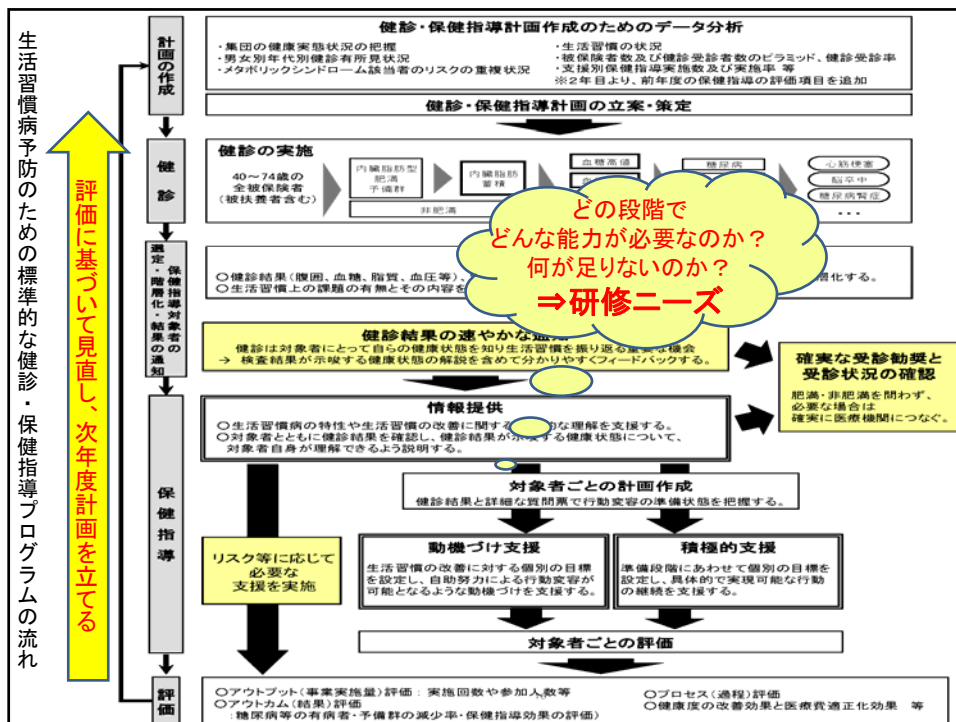 生活習慣病予防のための標準的な健診・保健指導プログラムの流れ
評価に基づいて見直し、次年度計画を立てる
計画の作成
健診・保健指導計画作成のためのデータ分析
・集団の健康実態状況の把握
・男女別年代別健診有所見状況
・メタボリックシンドローム該当者のリスクの重複状況
・生活習慣の状況
・被保険者数及び健診受診者数のピラミッド、健診受診率
・支援別保健指導実施数及び実施率 等
※2年目より、前年度の保健指導の評価項目を追加
健診・保健指導計画の立案・策定
健診
健診の実施
40~74歳の
全被保険者
(被扶養者含む)
内臓脂肪型
肥満
予備群
内臓脂肪
蓄積
非肥満
血糖高値
血
糖尿病
心筋梗塞
脳卒中
糖尿病腎症
・・・
どの段階で
どんな能力が必要なのか?
何が足りないのか?
⇒研修ニーズ
保健指導対象者の
選定・階層化・結果の通知
○健診結果(腹囲、血糖、脂質、血圧等)、
層化する。
○生活習慣上の課題の有無とその内容を
健診結果の速やかな通知
健診は対象者にとって自らの健康状態を知り生活習慣を振り返る重要な機会
→ 検査結果が示唆する健康状態の解説を含めて分かりやすくフィードバックする。
確実な受診勧奨と
受診状況の確認
肥満・非肥満を問わず、
必要な場合は
確実に医療機関につなぐ。
保健指導
情報提供
○生活習慣病の特性や生活習慣の改善に関する
的な理解を支援する。
○対象者とともに健診結果を確認し、健診結果が示唆する健康状態について、
対象者自身が理解できるよう説明する。
対象者ごとの計画作成
健診結果と詳細な質問票で行動変容の準備状態を把握する。
リスク等に応じて
必要な
支援を実施
動機づけ支援
生活習慣の改善に対する個別の目標
を設定し、自助努力による行動変容が
可能となるような動機づけを支援する。
積極的支援
準備段階にあわせて個別の目標を
設定し、具体的で実現可能な行動
の継続を支援する。
対象者ごとの評価
評価
○アウトプット(事業実施量)評価 : 実施回数や参加人数等
○アウトカム(結果)評価
:糖尿病等の有病者・予備群の減少率・保健指導効果の評価)
○プロセス(過程)評価
○健康度の改善効果と医療費適正化効果 等